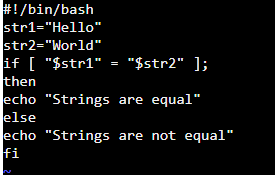 #!/bin/bash
str1="Hello"
str2="World"
if [ "$str1" = "$str2" ];
then
echo "Strings are equal"
else
echo "Strings are not equal"
fi
~